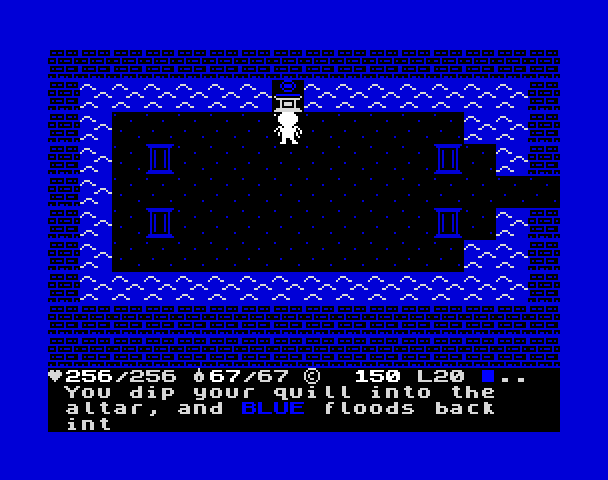 ♥256/256 67/67 © 150 L20 ..
You dip your quill into the
altar, and BLUE floods back
int